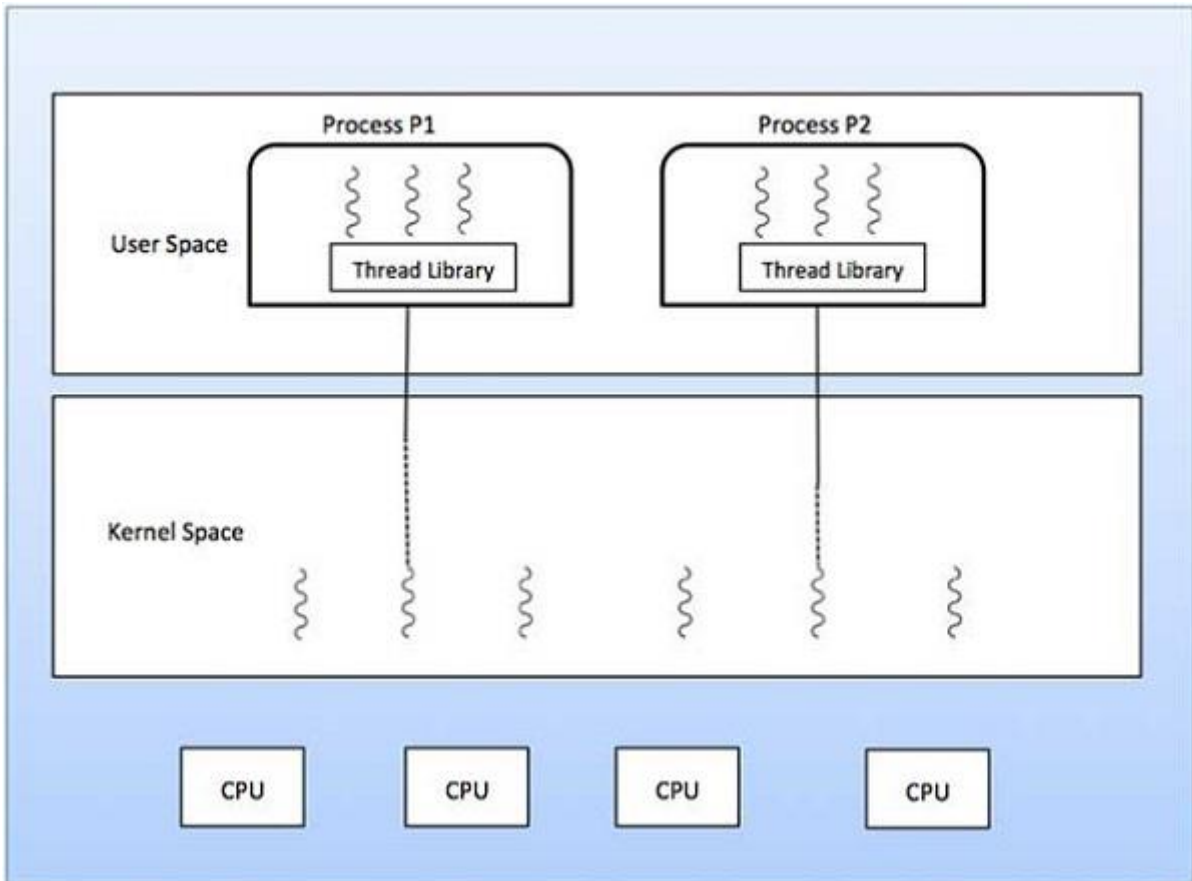 Process P1
Process P2
User Space
Thread Library
Thread Library
Kernel Space
CPU
CPU
CPU
CPU